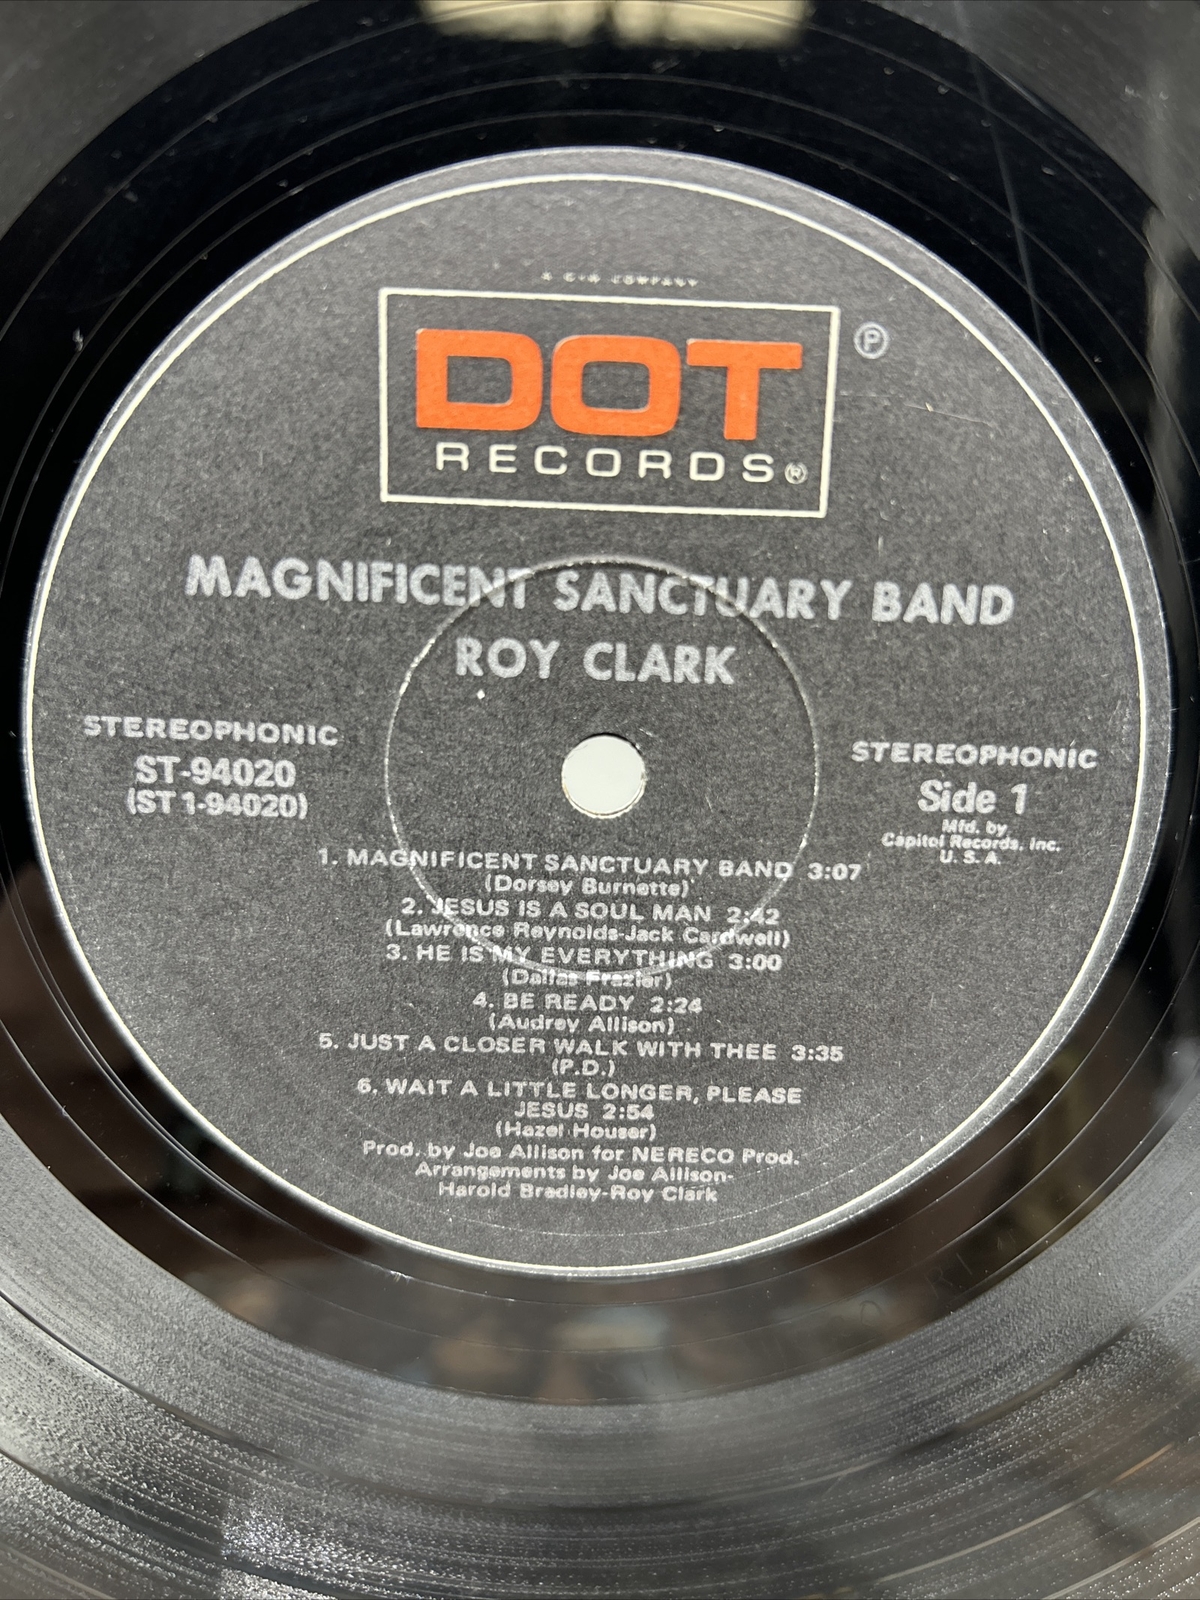 A G+W COMPANY
DOT
RECORDS®
Ⓟ
MAGNIFICENT SANCTUARY BAND
ROY CLARK
STEREOPHONIC
ST-94020
(ST 1-94020)
STEREOPHONIC
Side 1
Mfd. by
Capitol Records, Inc.
U. S. A.
1. MAGNIFICENT SANCTUARY BAND 3:07
(Dorsey Burnette)
2. JESUS IS A SOUL MAN 2:42
(Lawrence Reynolds-Jack Cardwell)
3. HE IS MY EVERYTHING 3:00
(Dallas Frazier)
4. BE READY 2:24
(Audrey Allison)
5. JUST A CLOSER WALK WITH THEE 3:35
(P.D.)
6. WAIT A LITTLE LONGER, PLEASE
JESUS 2:54
(Hazel Houser)
Prod. by Joe Allison for NERECO Prod.
Arrangements by Joe Allison-
Harold Bradley-Roy Clark